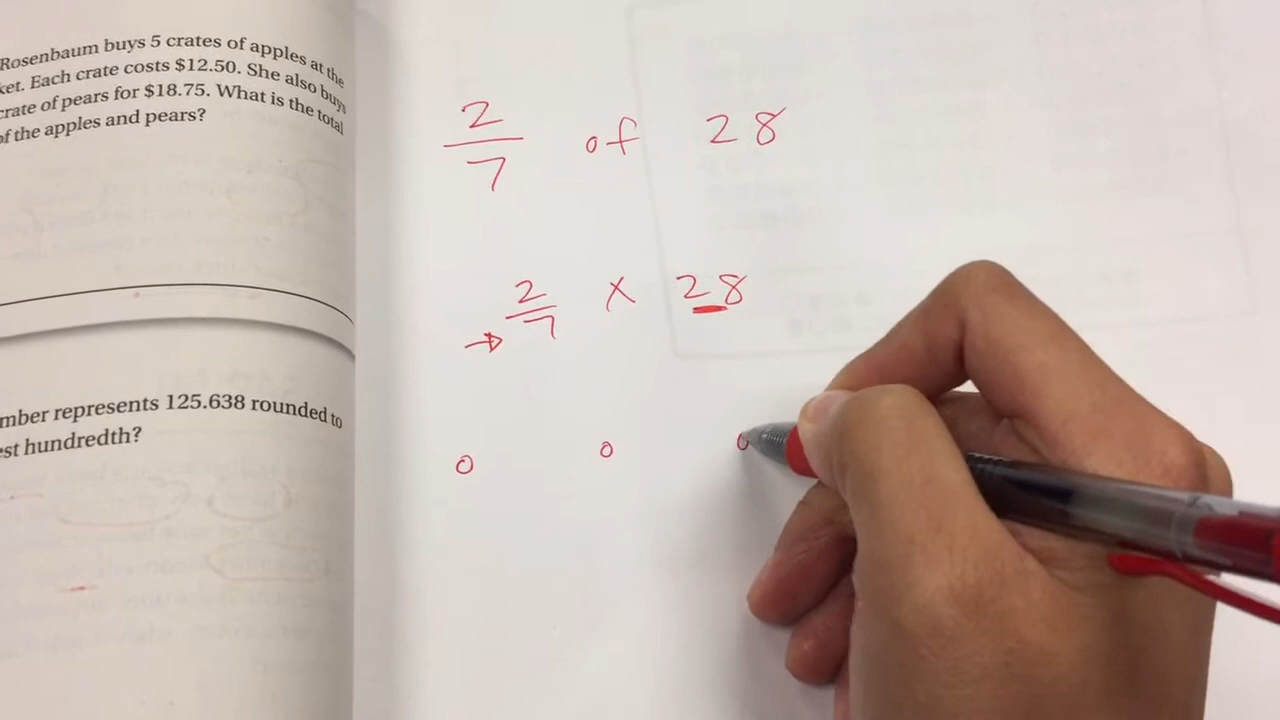 Rosenbaum buys 5 crates of apples at the
ket. Each crate costs $12.50. She also buys
crate of pears for $18.75. What is the total
of the apples and pears?
mber represents 125.638 rounded to
est hundredth?
2/7 of 28
2/7 × 28
→
o o o